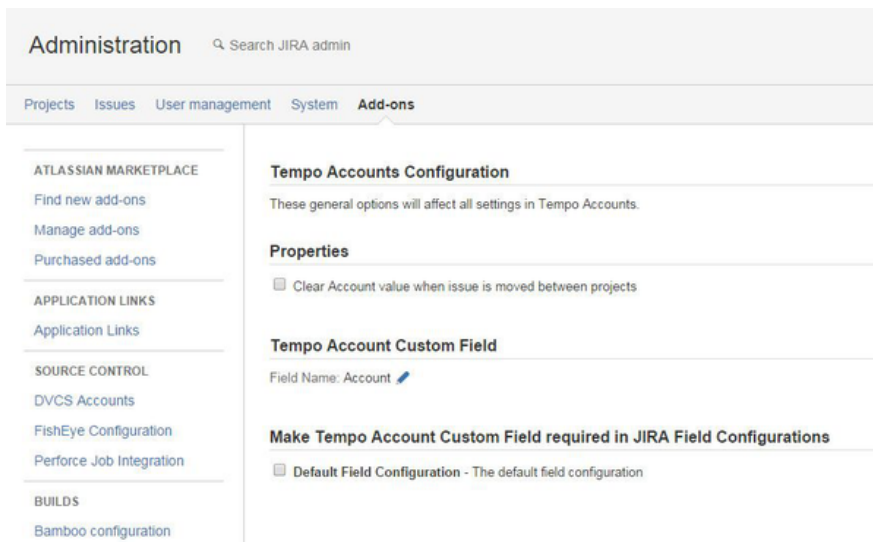 Administration Search JIRA admin
Projects Issues User management System Add-ons
ATLASSIAN MARKETPLACE
Find new add-ons
Manage add-ons
Purchased add-ons
APPLICATION LINKS
Application Links
SOURCE CONTROL
DVCS Accounts
FishEye Configuration
Perforce Job Integration
BUILDS
Bamboo configuration
Tempo Accounts Configuration
These general options will affect all settings in Tempo Accounts.
Properties
Clear Account value when issue is moved between projects
Tempo Account Custom Field
Field Name: Account
Make Tempo Account Custom Field required in JIRA Field Configurations
Default Field Configuration - The default field configuration